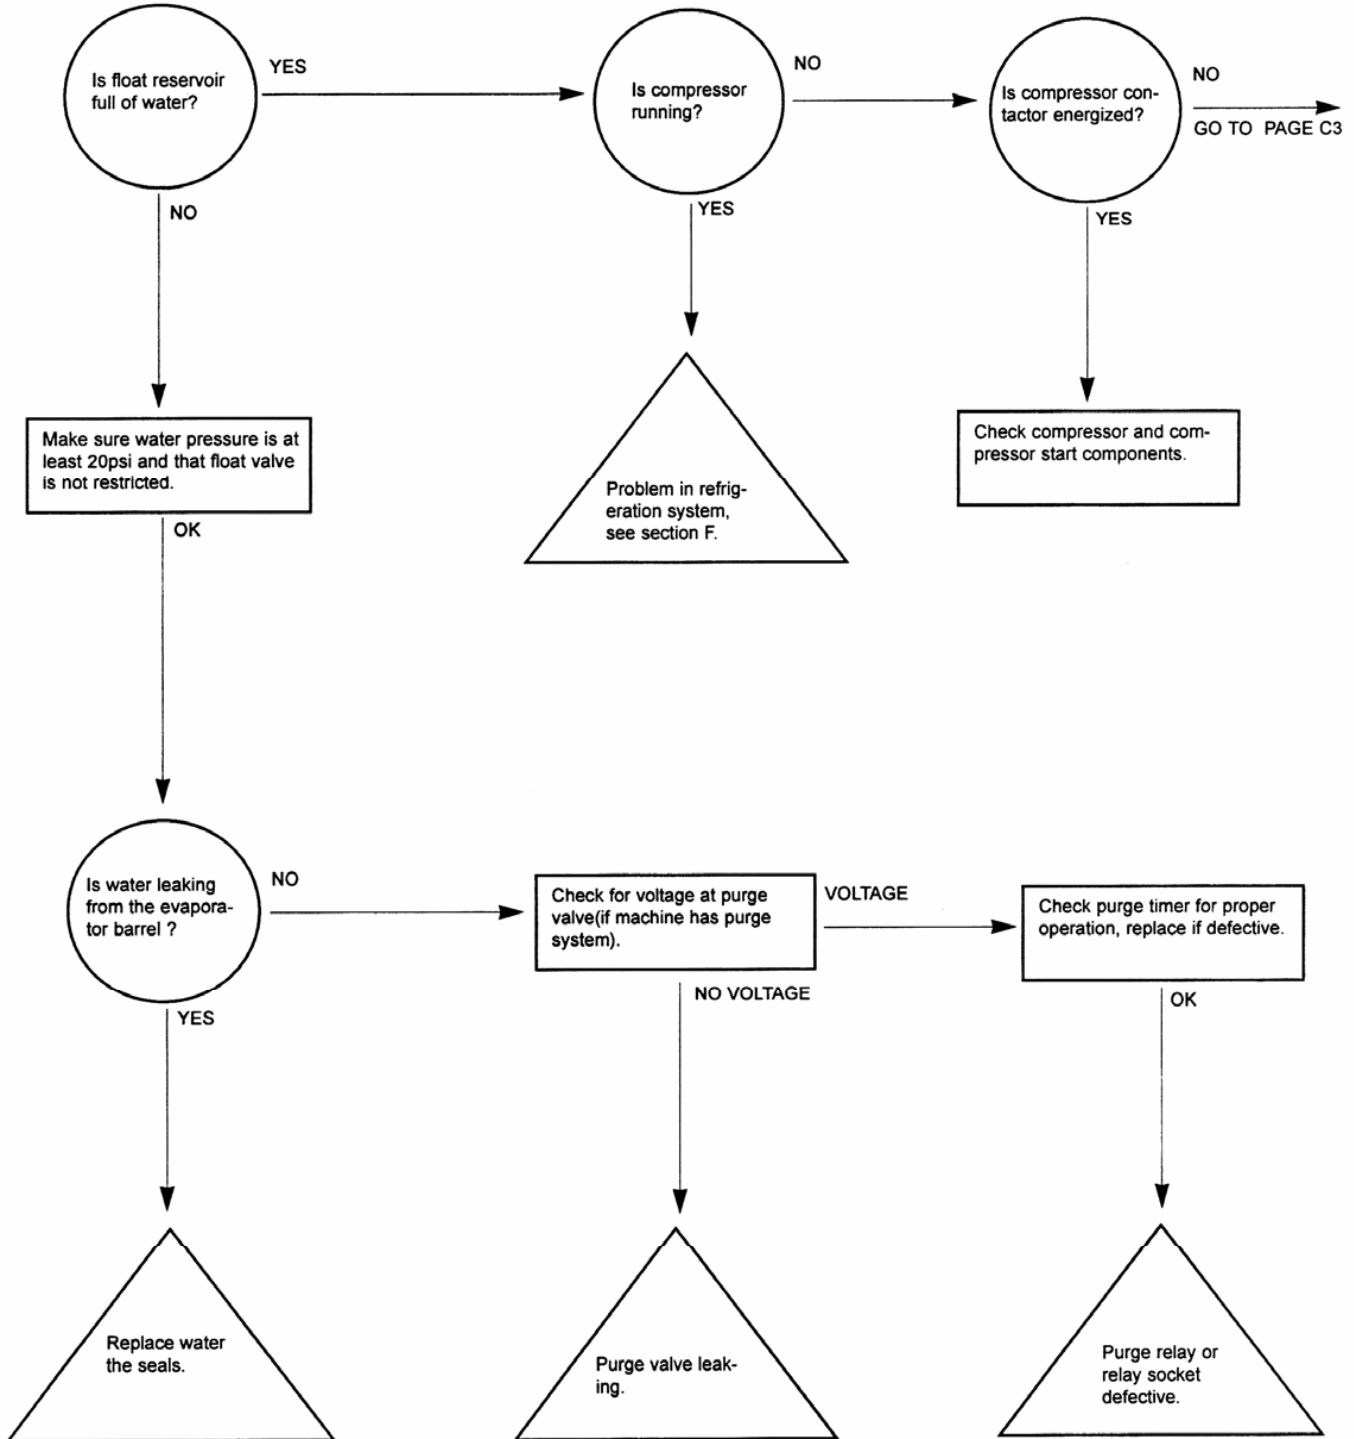 Is float reservoir
full of water?
YES
Is compressor
running?
NO
Is compressor con-
tactor energized?
NO
GO TO PAGE C3
NO
YES
YES
Make sure water pressure is at
least 20psi and that float valve
is not restricted.
Problem in refrig-
eration system,
see section F.
Check compressor and com-
pressor start components.
OK
Is water leaking
from the evapora-
tor barrel ?
NO
Check for voltage at purge
valve(if machine has purge
system).
VOLTAGE
Check purge timer for proper
operation, replace if defective.
YES
NO VOLTAGE
OK
Replace water
the seals.
Purge valve leak-
ing.
Purge relay or
relay socket
defective.